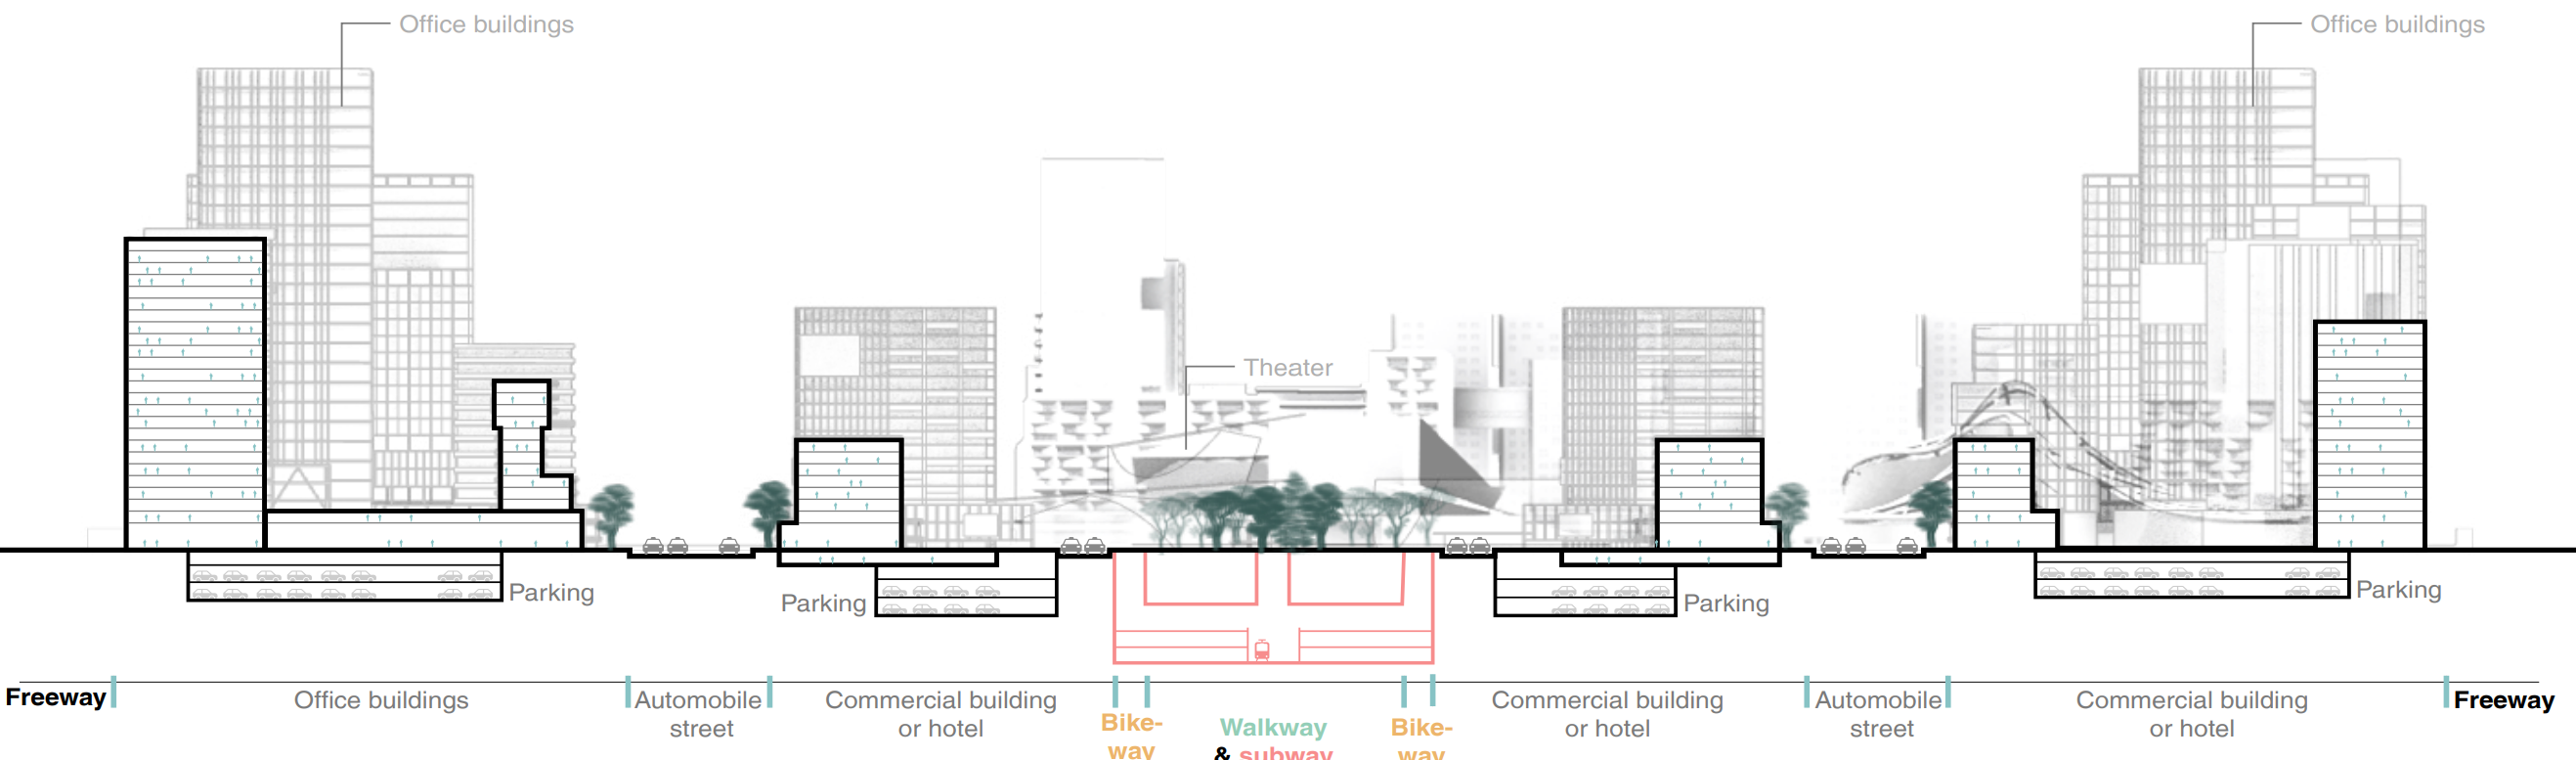 Office buildings
Office buildings
Theater
Parking
Parking
Parking
Parking
Freeway
Office buildings
Automobile
street
Commercial building
or hotel
Bike-
way
Walkway
& subway
Bike-
way
Commercial building
or hotel
Automobile
street
Commercial building
or hotel
Freeway